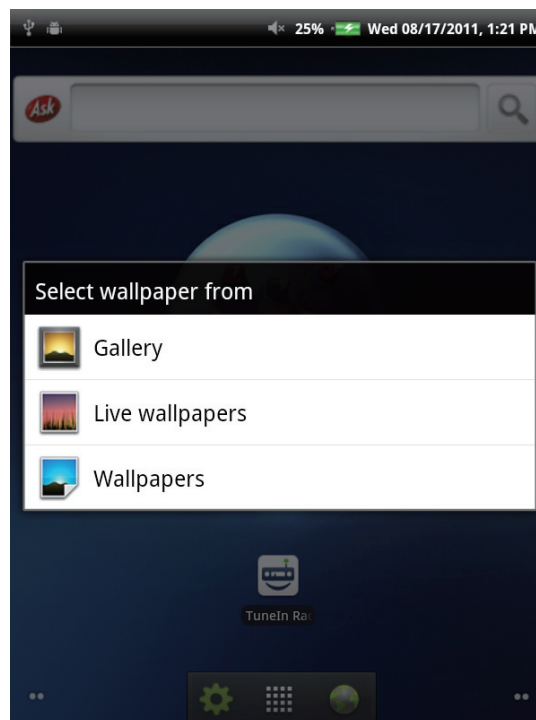 25% Wed 08/17/2011, 1:21 PM
Ask
Select wallpaper from
Gallery
Live wallpapers
Wallpapers
TuneIn Ra